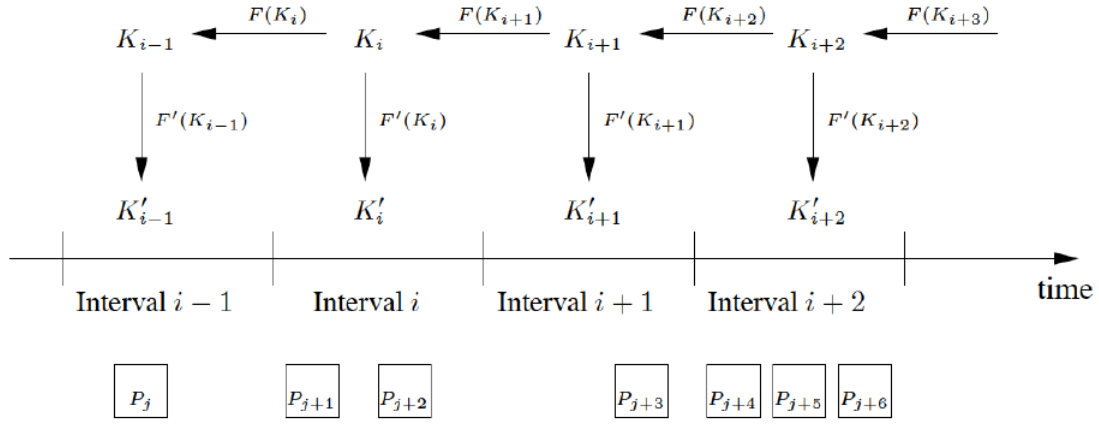 F(K_i) F(K_{i+1}) F(K_{i+2}) F(K_{i+3})
K_{i-1} K_i K_{i+1} K_{i+2}
F'(K_{i-1}) F'(K_i) F'(K_{i+1}) F'(K_{i+2})
K'_{i-1} K'_i K'_{i+1} K'_{i+2}
Interval i − 1 Interval i Interval i + 1 Interval i + 2 time
P_j P_{j+1} P_{j+2} P_{j+3} P_{j+4} P_{j+5} P_{j+6}